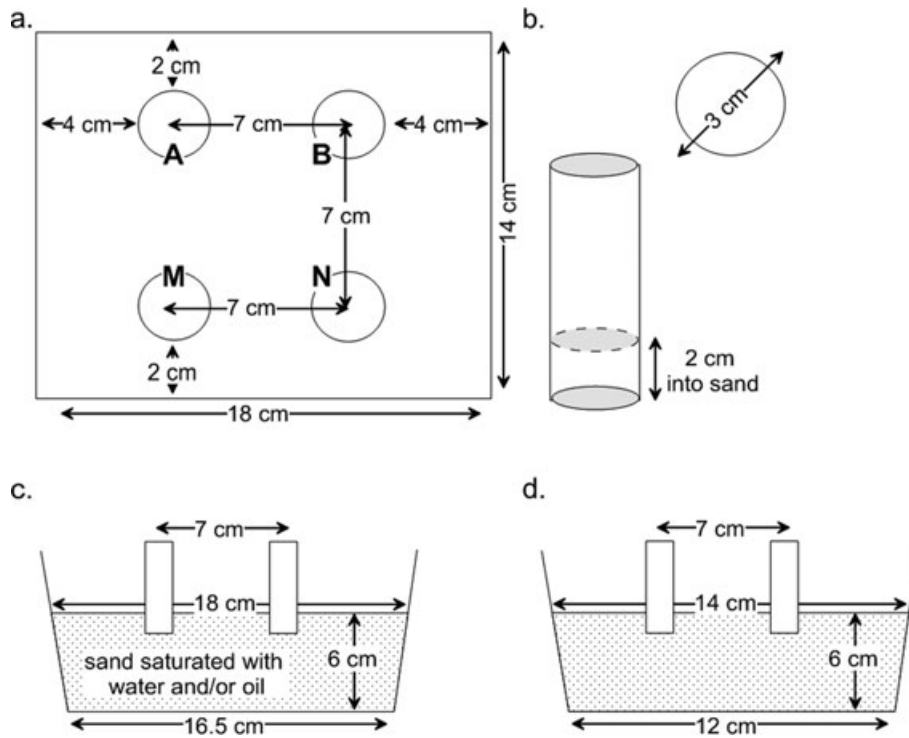 a.
2 cm
4 cm
7 cm
4 cm
A
B
7 cm
14 cm
M
N
7 cm
2 cm
18 cm
b.
3 cm
2 cm
into sand
c.
7 cm
18 cm
6 cm
sand saturated with
water and/or oil
16.5 cm
d.
7 cm
14 cm
6 cm
12 cm